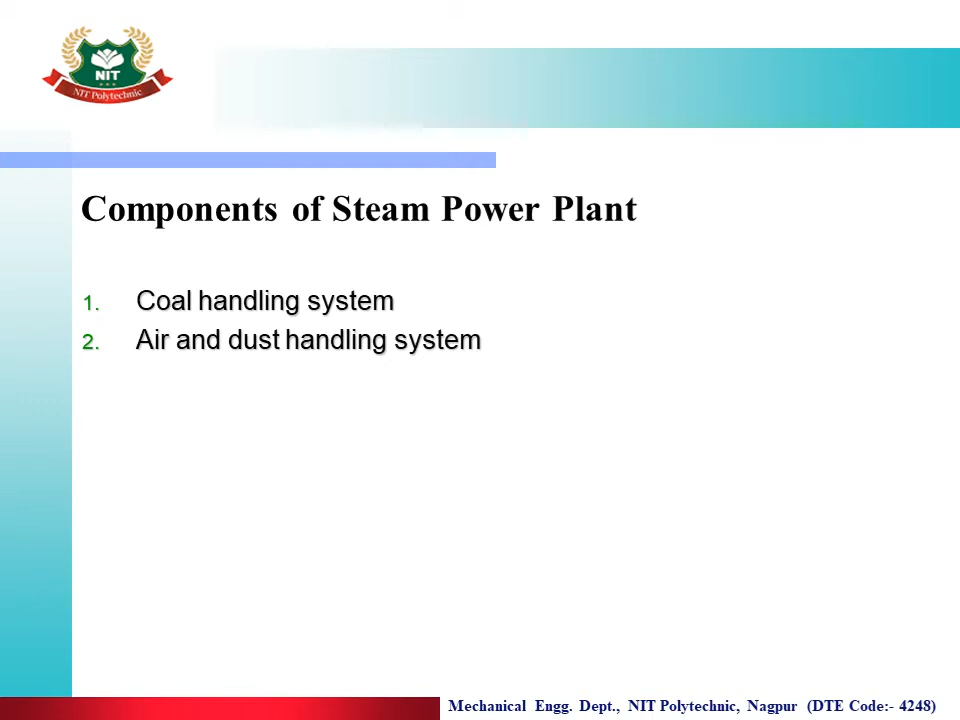 NIT
NIT Polytechnic
Components of Steam Power Plant
1. Coal handling system
2. Air and dust handling system
Mechanical Engg. Dept., NIT Polytechnic, Nagpur (DTE Code:- 4248)